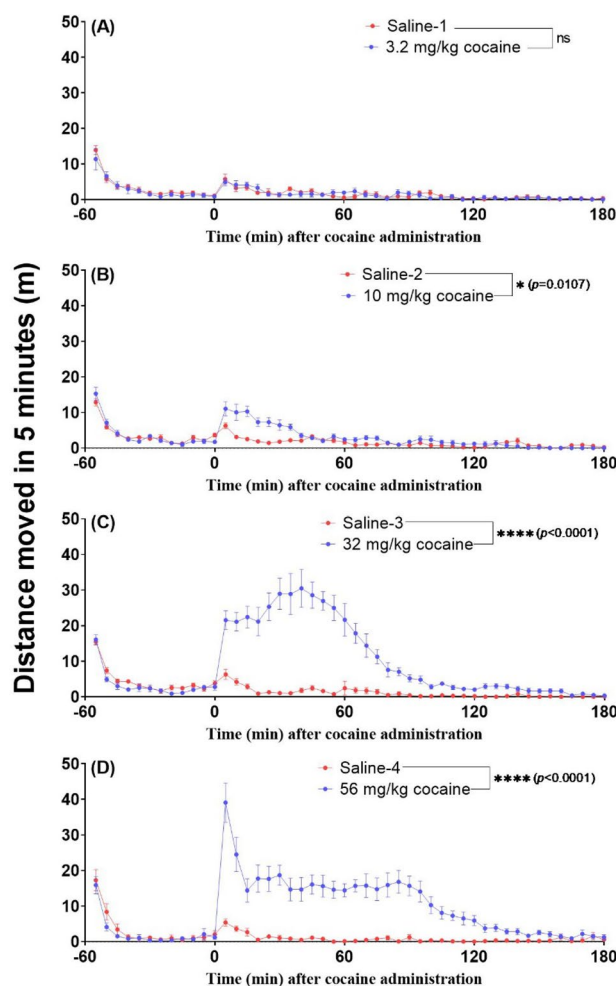 Distance moved in 5 minutes (m)
(A)
Saline-1
3.2 mg/kg cocaine
ns
50
40
30
20
10
0
-60 0 60 120 180
Time (min) after cocaine administration
(B)
Saline-2
10 mg/kg cocaine
* (p=0.0107)
50
40
30
20
10
0
-60 0 60 120 180
Time (min) after cocaine administration
(C)
Saline-3
32 mg/kg cocaine
**** (p<0.0001)
50
40
30
20
10
0
-60 0 60 120 180
Time (min) after cocaine administration
(D)
Saline-4
56 mg/kg cocaine
**** (p<0.0001)
50
40
30
20
10
0
-60 0 60 120 180
Time (min) after cocaine administration